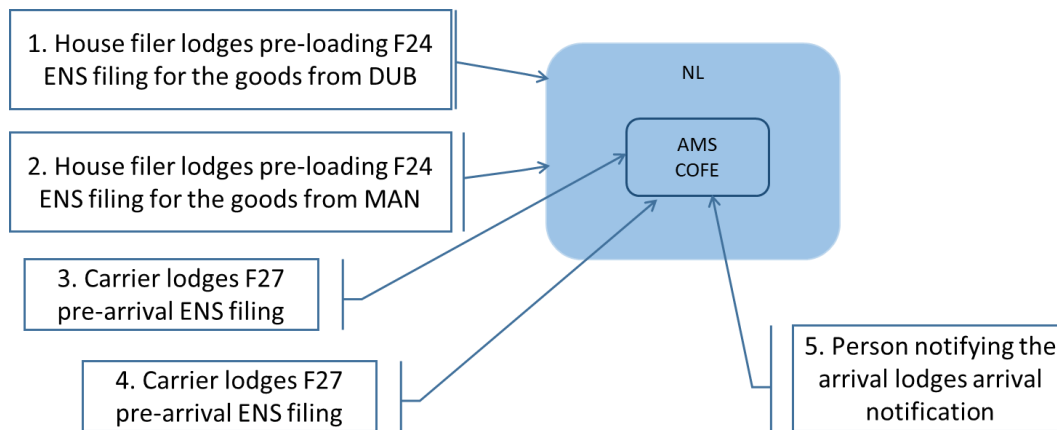 1. House filer lodges pre-loading F24
ENS filing for the goods from DUB
NL
AMS
COFE
2. House filer lodges pre-loading F24
ENS filing for the goods from MAN
3. Carrier lodges F27
pre-arrival ENS filing
4. Carrier lodges F27
pre-arrival ENS filing
5. Person notifying the
arrival lodges arrival
notification